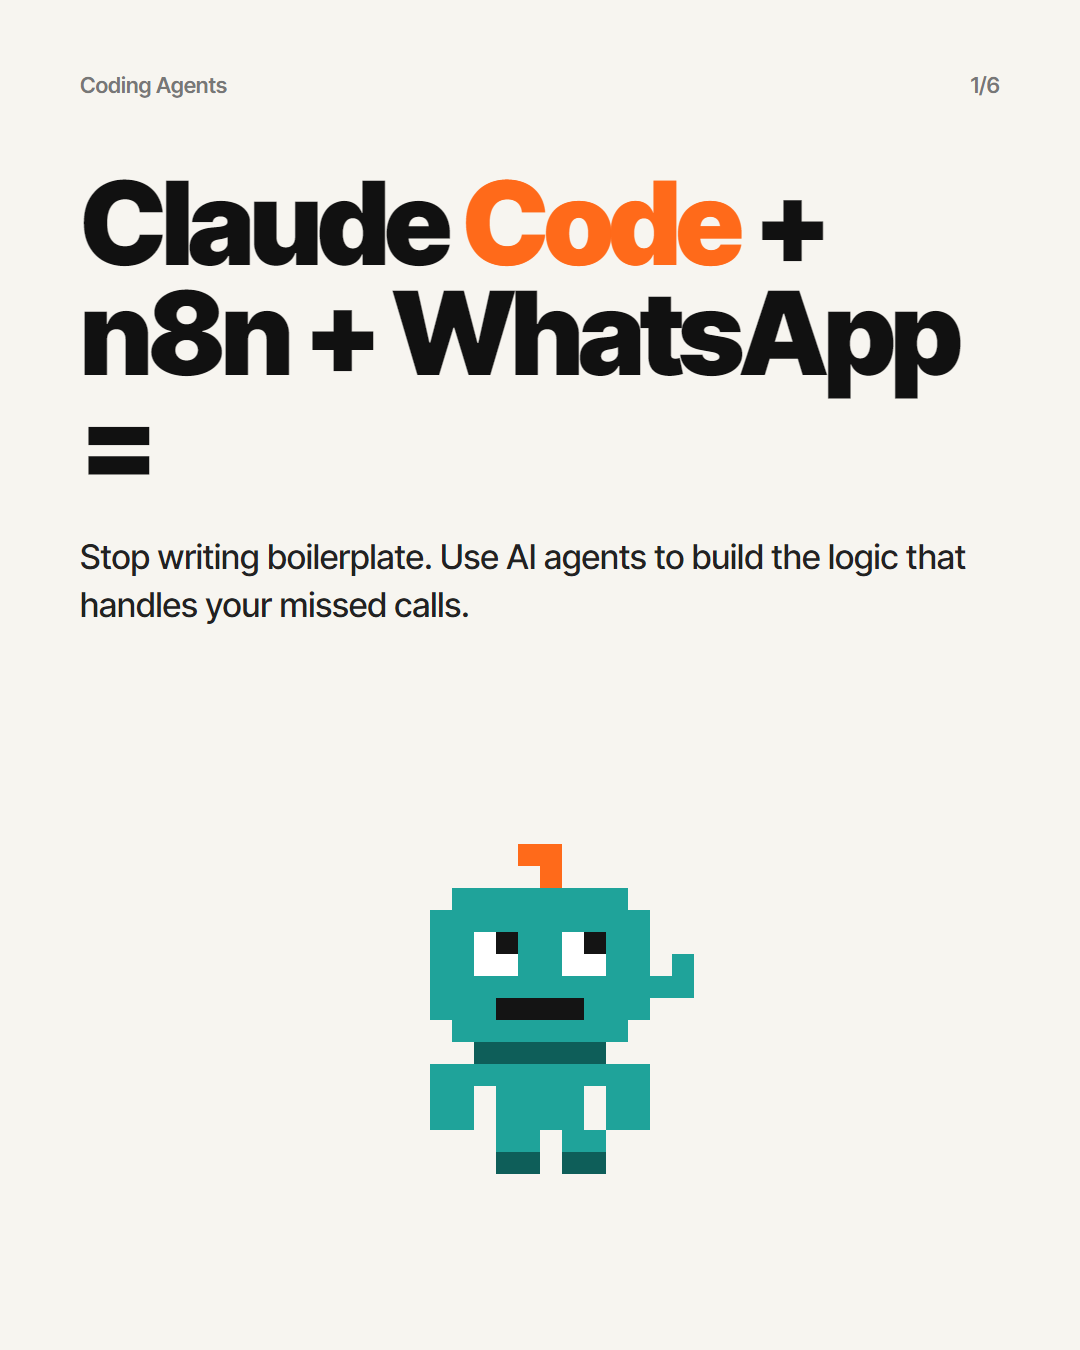 Coding Agents
1/6
Claude Code +
n8n + WhatsApp
=
Stop writing boilerplate. Use AI agents to build the logic that
handles your missed calls.